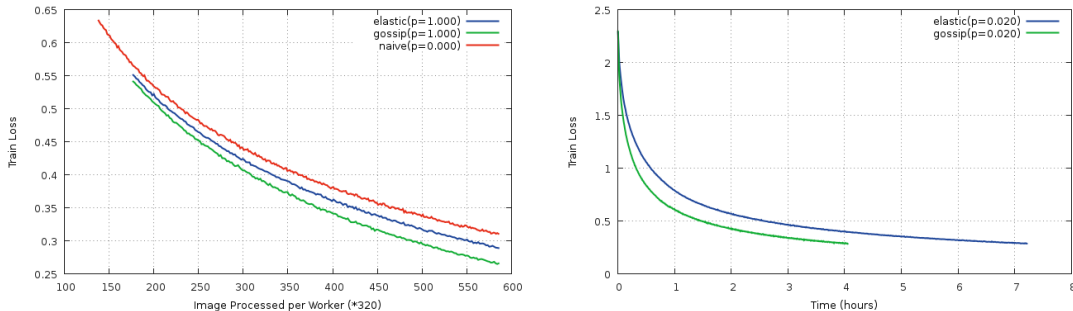 0.65
0.6
0.55
0.5
0.45
0.4
0.35
0.3
0.25
100 150 200 250 300 350 400 450 500 550 600
Train Loss
Image Processed per Worker (*320)
elastic(p=1.000)
gossip(p=1.000)
naive(p=0.000)
2.5
2
1.5
1
0.5
0
0 1 2 3 4 5 6 7 8
Train Loss
Time (hours)
elastic(p=0.020)
gossip(p=0.020)